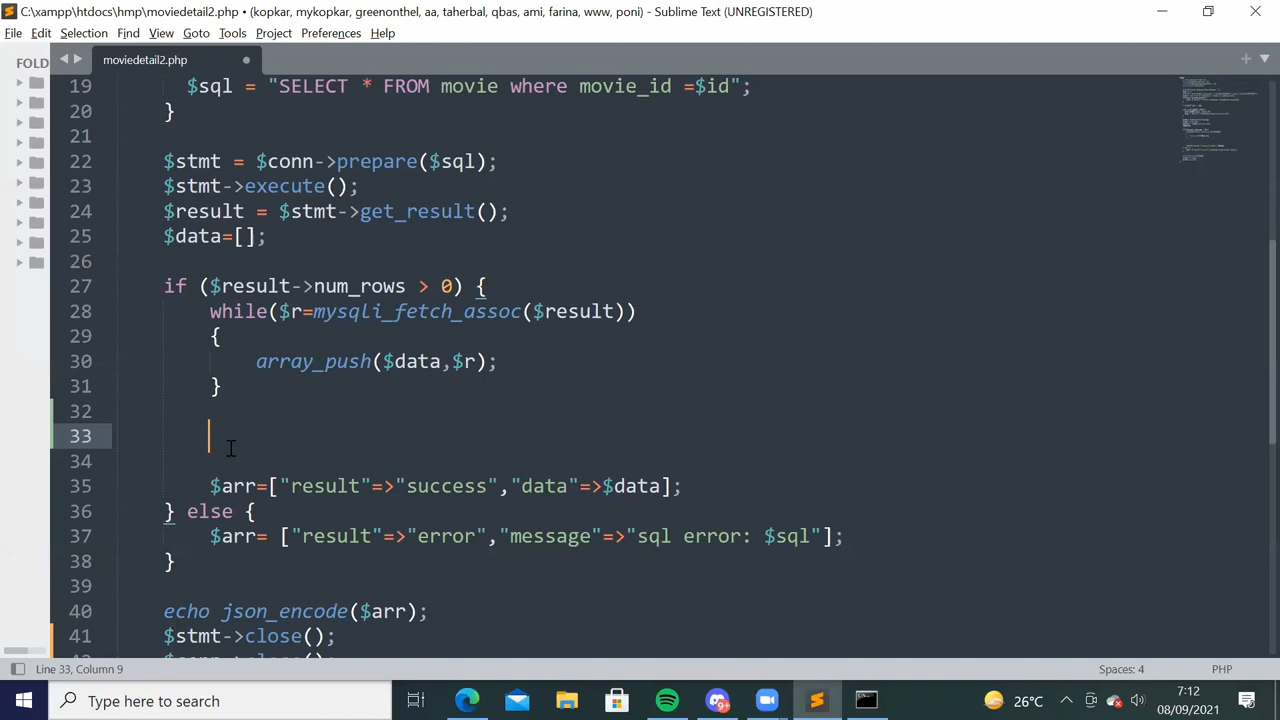 C:\xampp\htdocs\hmp\moviedetail2.php • (kopkar, mykopkar, greenonthel, aa, taherbal, qbas, ami, farina, www, poni) - Sublime Text (UNREGISTERED)
File Edit Selection Find View Goto Tools Project Preferences Help
FOLD
moviedetail2.php
19 $sql = "SELECT * FROM movie where movie_id =$id";
20 }
21
22 $stmt = $conn->prepare($sql);
23 $stmt->execute();
24 $result = $stmt->get_result();
25 $data=[];
26
27 if ($result->num_rows > 0) {
28 while($r=mysqli_fetch_assoc($result))
29 {
30 array_push($data,$r);
31 }
32
33
34
35 $arr=["result"=>"success","data"=>$data];
36 } else {
37 $arr= ["result"=>"error","message"=>"sql error: $sql"];
38 }
39
40 echo json_encode($arr);
41 $stmt->close();
Line 33, Column 9 Spaces: 4 PHP
Type here to search
9+
26°C
7:12
08/09/2021